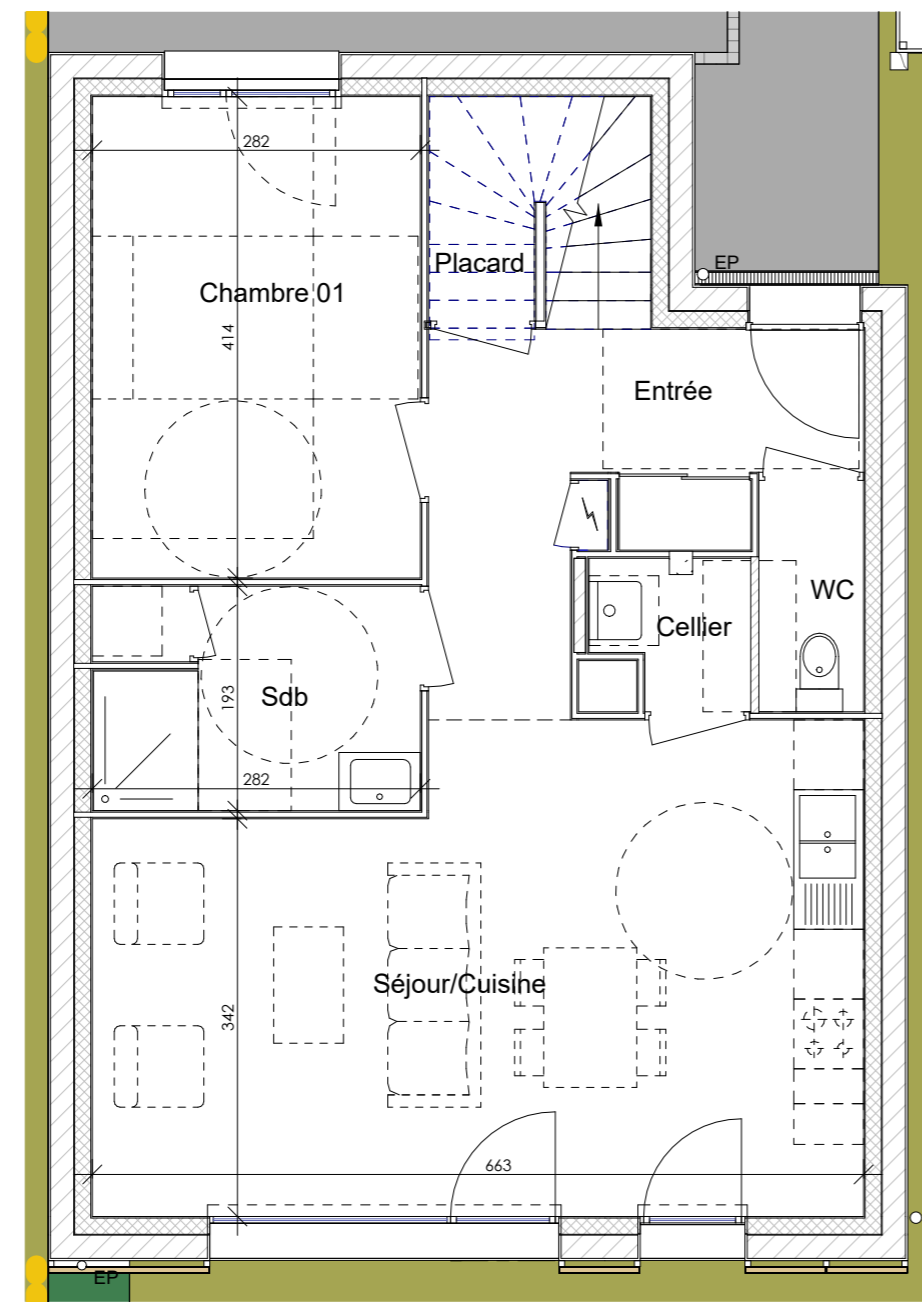 282
EP
Placard
Chambre 01
414
Entrée
WC
Cellier
Sdb
193
282
Séjour/Cuisine
342
663
EP